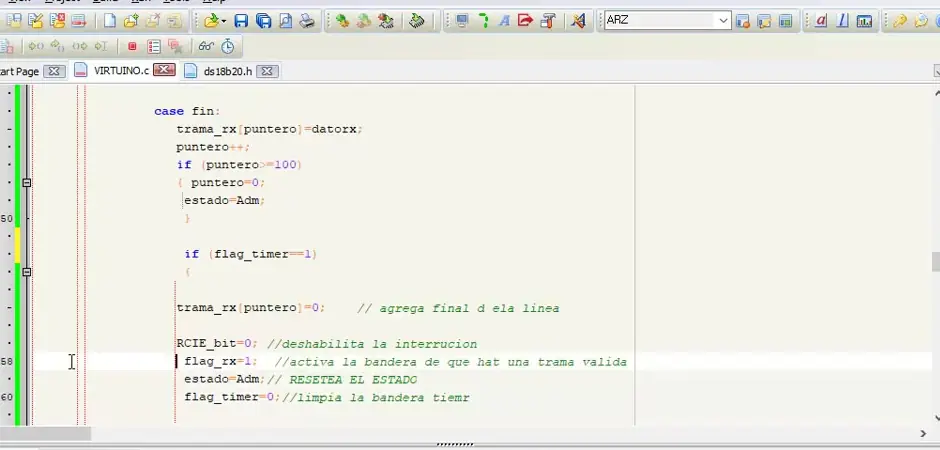 ARZ
art Page
VIRTUINO.c
ds18b20.h
case fin:
trama_rx[puntero]=datorx;
puntero++;
if (puntero>=100)
{ puntero=0;
estado=Adm;
50
}
if (flag_timer==1)
{
trama_rx[puntero]=0; // agrega final d ela linea
RCIE_bit=0; //deshabilita la interrucion
58 flag_rx=1; //activa la bandera de que hat una trama valida
estado=Adm;// RESETEA EL ESTADO
60 flag_timer=0;//limpia la bandera tiemr